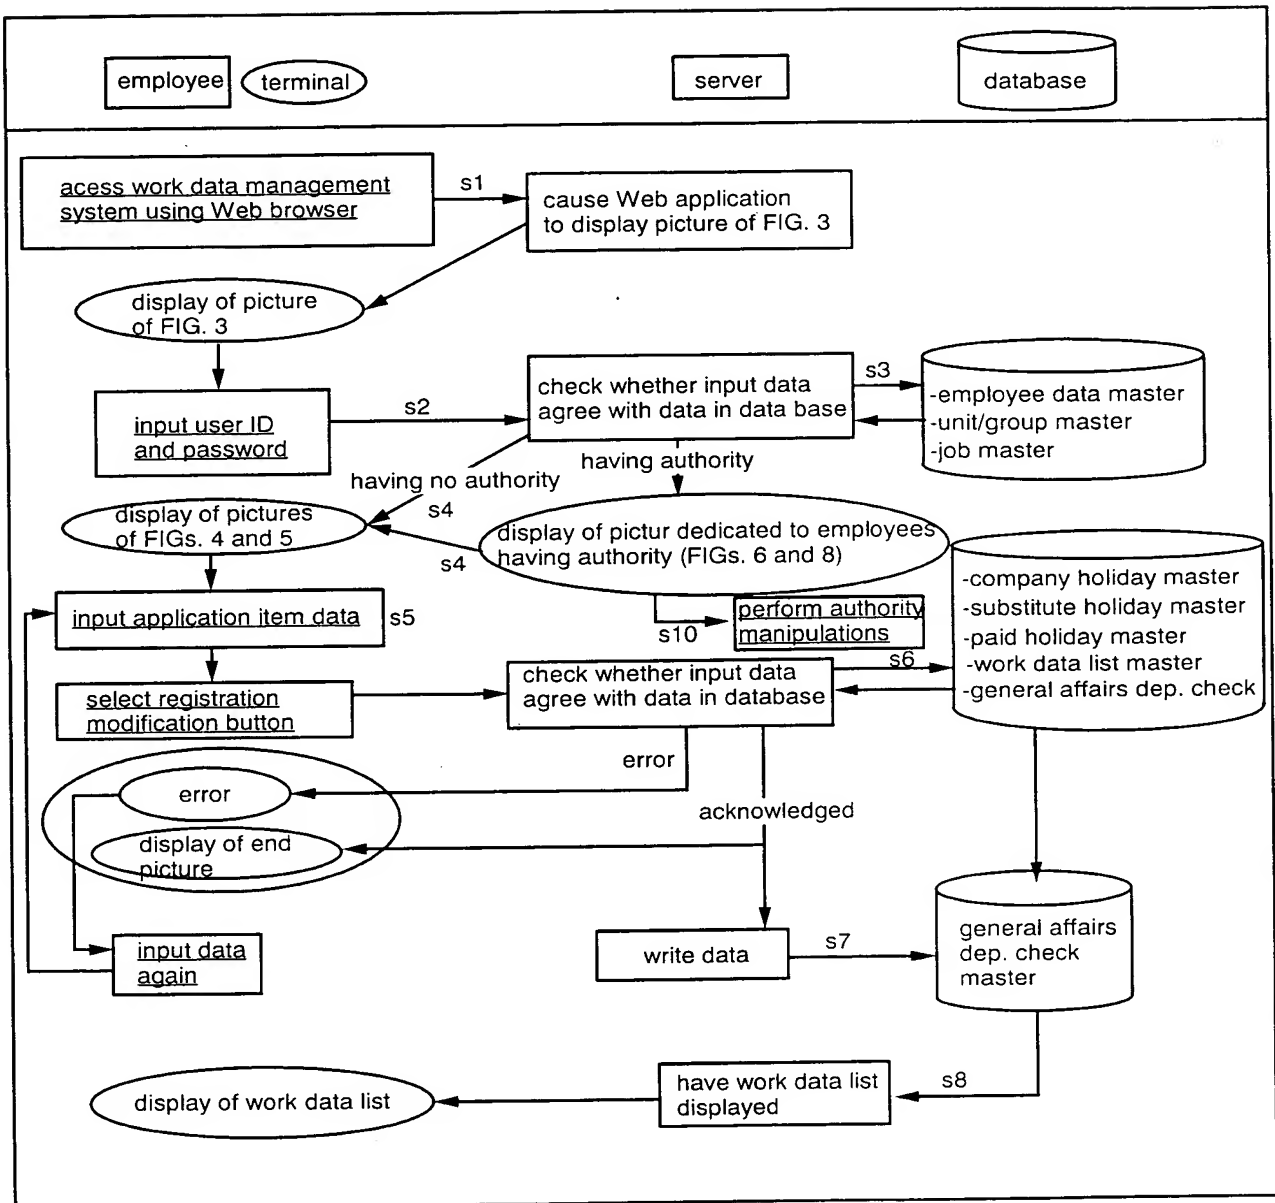 employee
terminal
server
database
acess work data management
system using Web browser
s1
cause Web application
to display picture of FIG. 3
display of picture
of FIG. 3
input user ID
and password
s2
check whether input data
agree with data in data base
s3
-employee data master
-unit/group master
-job master
having no authority
s4
having authority
display of pictures
of FIGs. 4 and 5
s4
display of pictur dedicated to employees
having authority (FIGs. 6 and 8)
-company holiday master
-substitute holiday master
-paid holiday master
-work data list master
-general affairs dep. check
input application item data
s5
s10
perform authority
manipulations
select registration
modification button
check whether input data
agree with data in database
s6
error
error
acknowledged
display of end
picture
input data
again
write data
s7
general affairs
dep. check
master
display of work data list
have work data list
displayed
s8